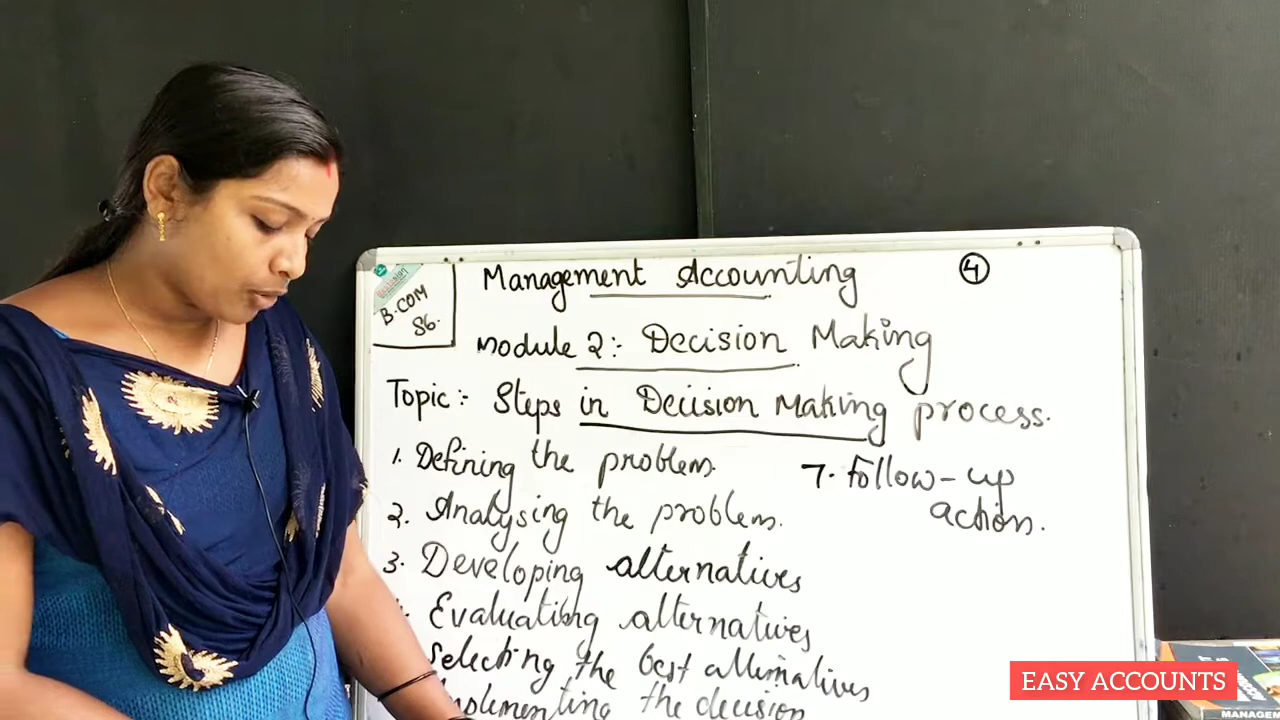 B.COM
S6.
Management Accounting
4
Module 2:- Decision Making
Topic:- Steps in Decision Making process.
1. Defining the problem.
2. Analysing the problem.
3. Developing alternatives
Evaluating alternatives
Selecting the best alternatives
Implementing the decision
7. Follow-up
action.
EASY ACCOUNTS